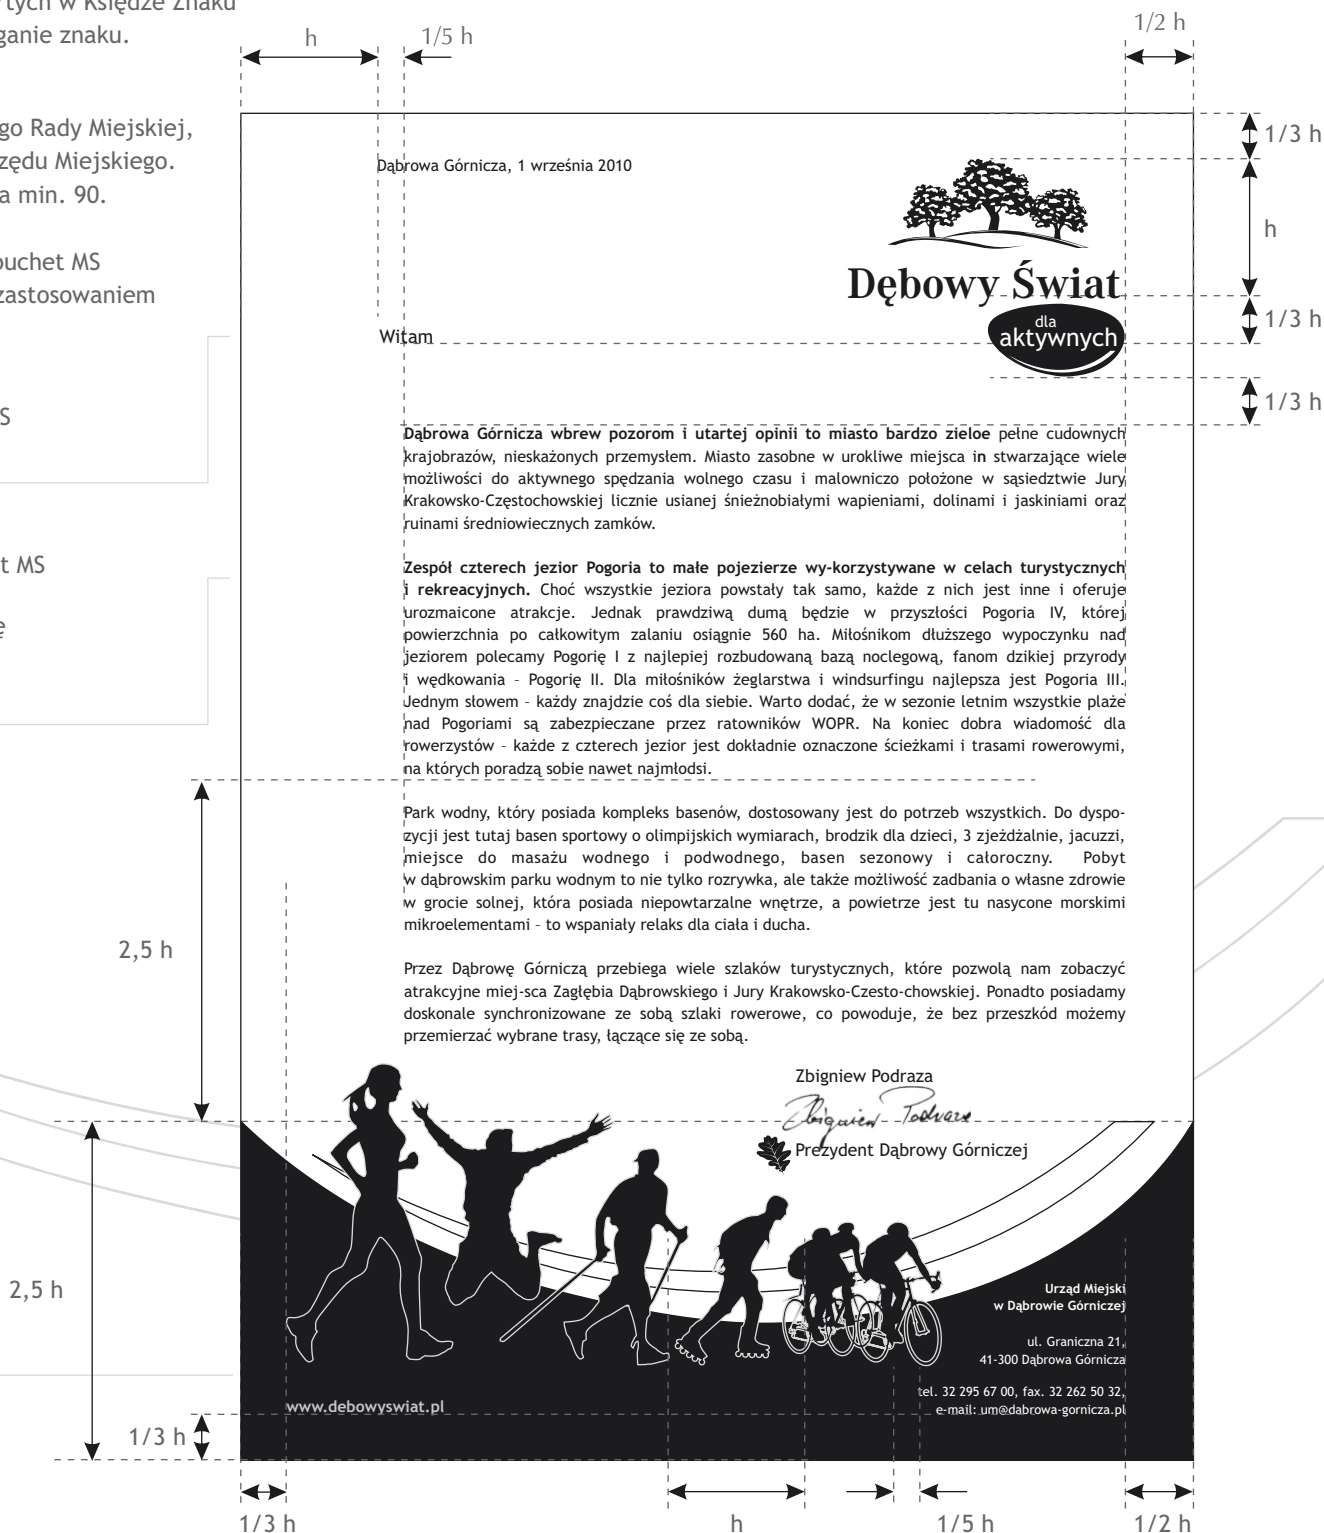 rtych w Księdze Znaku
ganie znaku.
go Rady Miejskiej,
zędu Miejskiego.
a min. 90.
ouchet MS
zastosowaniem
S
t MS
ę
h
1/5 h
1/2 h
1/3 h
h
1/3 h
1/3 h
Dąbrowa Górnicza, 1 września 2010
Dębowy Świat
dla
aktywnych
Witam
Dąbrowa Górnicza wbrew pozorom i utartej opinii to miasto bardzo zieloe pełne cudownych
krajobrazów, nieskażonych przemysłem. Miasto zasobne w urokliwe miejsca in stwarzające wiele
możliwości do aktywnego spędzania wolnego czasu i malowniczo położone w sąsiedztwie Jury
Krakowsko-Częstochowskiej licznie usianej śnieżnobiałymi wapieniami, dolinami i jaskiniami oraz
ruinami średniowiecznych zamków.
Zespół czterech jezior Pogoria to małe pojezierze wy-korzystywane w celach turystycznych
i rekreacyjnych. Choć wszystkie jeziora powstały tak samo, każde z nich jest inne i oferuje
urozmaicone atrakcje. Jednak prawdziwą dumą będzie w przyszłości Pogoria IV, której
powierzchnia po całkowitym zalaniu osiągnie 560 ha. Miłośnikom dłuższego wypoczynku nad
jeziorem polecamy Pogorię I z najlepiej rozbudowaną bazą noclegową, fanom dzikiej przyrody
i wędkowania - Pogorię II. Dla miłośników żeglarstwa i windsurfingu najlepsza jest Pogoria III.
Jednym słowem - każdy znajdzie coś dla siebie. Warto dodać, że w sezonie letnim wszystkie plaże
nad Pogoriami są zabezpieczane przez ratowników WOPR. Na koniec dobra wiadomość dla
rowerzystów - każde z czterech jezior jest dokładnie oznaczone ścieżkami i trasami rowerowymi,
na których poradzą sobie nawet najmłodsi.
Park wodny, który posiada kompleks basenów, dostosowany jest do potrzeb wszystkich. Do dyspo-
zycji jest tutaj basen sportowy o olimpijskich wymiarach, brodzik dla dzieci, 3 zjeżdżalnie, jacuzzi,
miejsce do masażu wodnego i podwodnego, basen sezonowy i całoroczny. Pobyt
w dąbrowskim parku wodnym to nie tylko rozrywka, ale także możliwość zadbania o własne zdrowie
w grocie solnej, która posiada niepowtarzalne wnętrze, a powietrze jest tu nasycone morskimi
mikroelementami - to wspaniały relaks dla ciała i ducha.
Przez Dąbrowę Górniczą przebiega wiele szlaków turystycznych, które pozwolą nam zobaczyć
atrakcyjne miej-sca Zagłębia Dąbrowskiego i Jury Krakowsko-Czesto-chowskiej. Ponadto posiadamy
doskonale synchronizowane ze sobą szlaki rowerowe, co powoduje, że bez przeszkód możemy
przemierzać wybrane trasy, łączące się ze sobą.
Zbigniew Podraza
Zbigniew Podraza
Prezydent Dąbrowy Górniczej
2,5 h
2,5 h
1/3 h
Urząd Miejski
w Dąbrowie Górniczej
ul. Graniczna 21,
41-300 Dąbrowa Górnicza
tel. 32 295 67 00, fax. 32 262 50 32,
e-mail: um@dabrowa-gornicza.pl
www.debowyswiat.pl
1/3 h
h
1/5 h
1/2 h